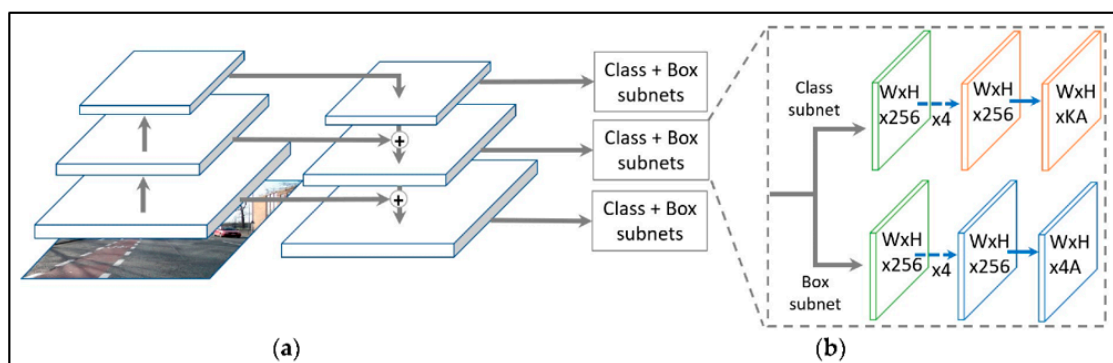 Class + Box
subnets
Class + Box
subnets
Class + Box
subnets
+
+
Class
subnet
WxH
x256
x4
WxH
x256
WxH
xKA
Box
subnet
WxH
x256
x4
WxH
x256
WxH
x4A
(a)
(b)